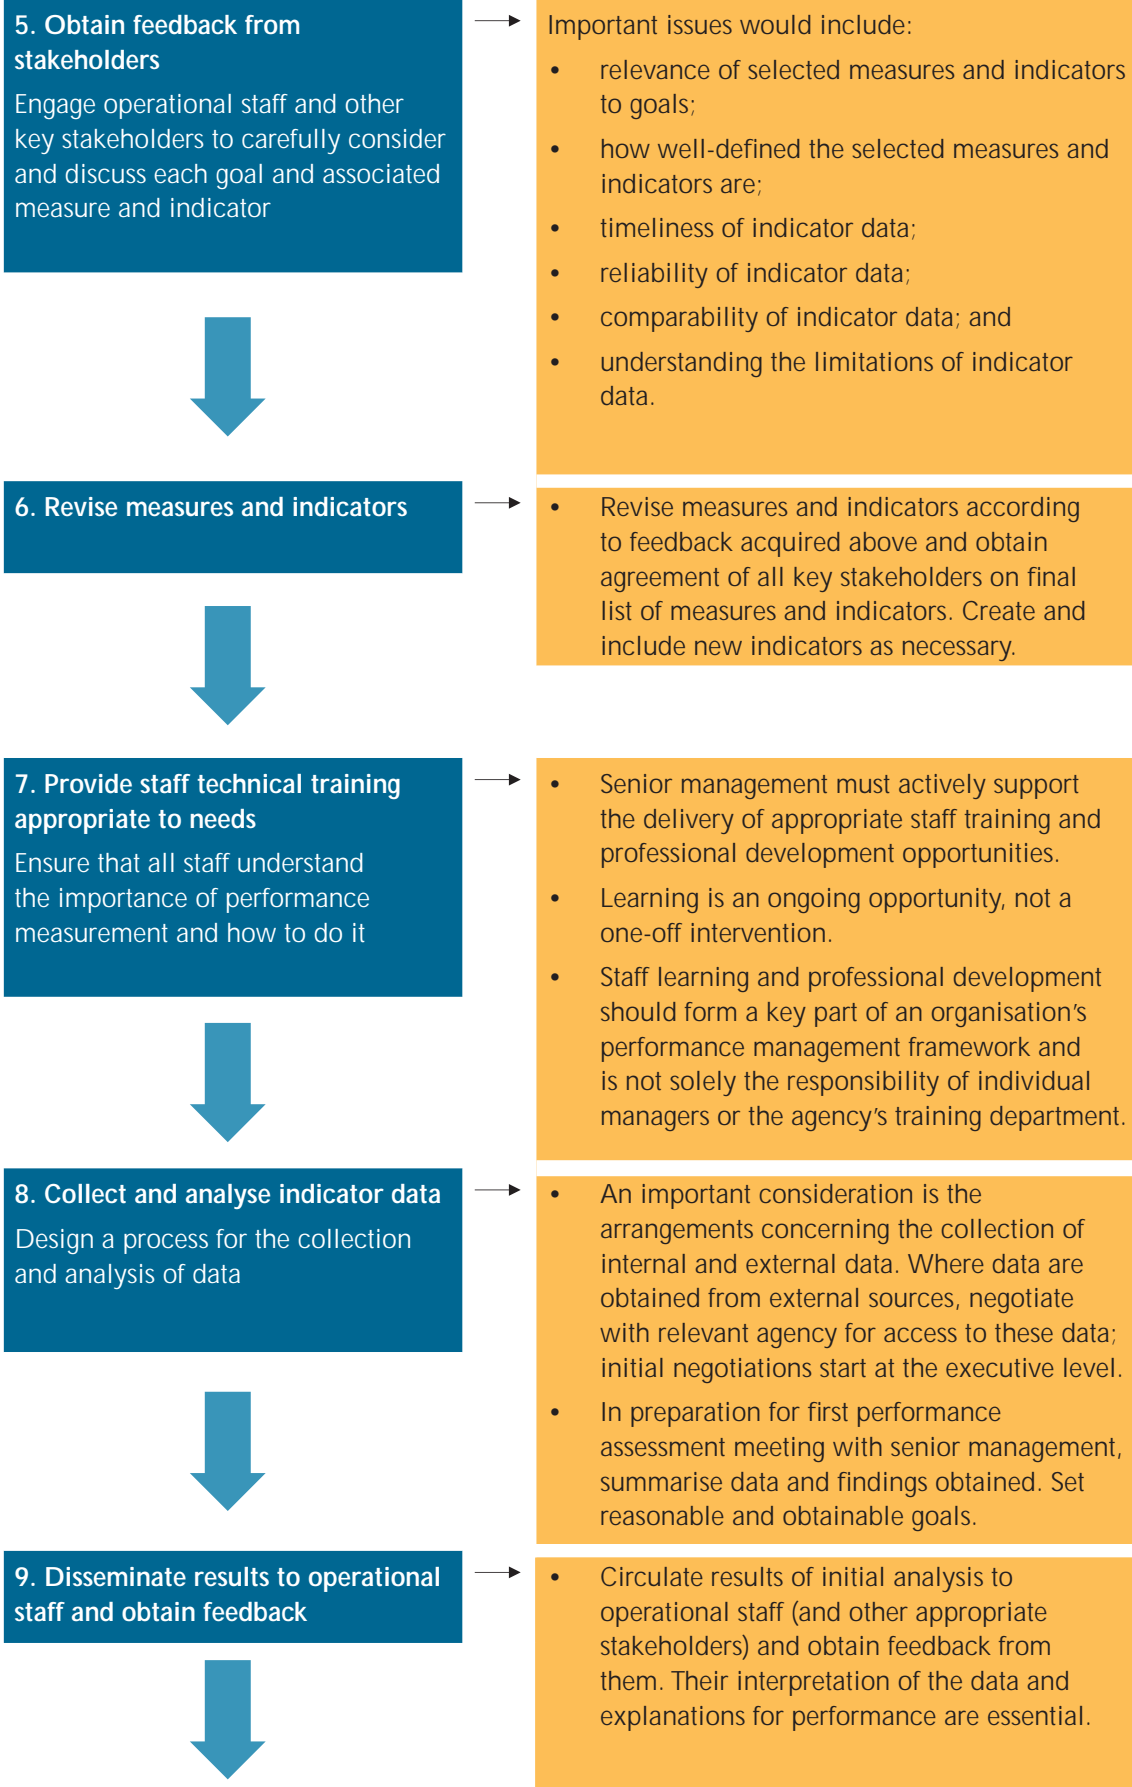 5. Obtain feedback from
stakeholders
Engage operational staff and other
key stakeholders to carefully consider
and discuss each goal and associated
measure and indicator
Important issues would include:
• relevance of selected measures and indicators
to goals;
• how well-defined the selected measures and
indicators are;
• timeliness of indicator data;
• reliability of indicator data;
• comparability of indicator data; and
• understanding the limitations of indicator
data.
6. Revise measures and indicators
• Revise measures and indicators according
to feedback acquired above and obtain
agreement of all key stakeholders on final
list of measures and indicators. Create and
include new indicators as necessary.
7. Provide staff technical training
appropriate to needs
Ensure that all staff understand
the importance of performance
measurement and how to do it
• Senior management must actively support
the delivery of appropriate staff training and
professional development opportunities.
• Learning is an ongoing opportunity, not a
one-off intervention.
• Staff learning and professional development
should form a key part of an organisation’s
performance management framework and
is not solely the responsibility of individual
managers or the agency’s training department.
8. Collect and analyse indicator data
Design a process for the collection
and analysis of data
• An important consideration is the
arrangements concerning the collection of
internal and external data. Where data are
obtained from external sources, negotiate
with relevant agency for access to these data;
initial negotiations start at the executive level.
• In preparation for first performance
assessment meeting with senior management,
summarise data and findings obtained. Set
reasonable and obtainable goals.
9. Disseminate results to operational
staff and obtain feedback
• Circulate results of initial analysis to
operational staff (and other appropriate
stakeholders) and obtain feedback from
them. Their interpretation of the data and
explanations for performance are essential.